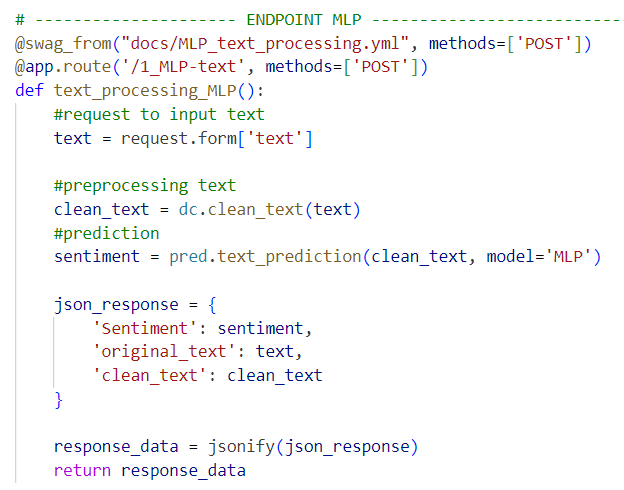 # --------------------- ENDPOINT MLP --------------------------
@swag_from("docs/MLP_text_processing.yml", methods=['POST'])
@app.route('/1_MLP-text', methods=['POST'])
def text_processing_MLP():
    #request to input text
    text = request.form['text']

    #preprocessing text
    clean_text = dc.clean_text(text)
    #prediction
    sentiment = pred.text_prediction(clean_text, model='MLP')

    json_response = {
        'Sentiment': sentiment,
        'original_text': text,
        'clean_text': clean_text
    }

    response_data = jsonify(json_response)
    return response_data